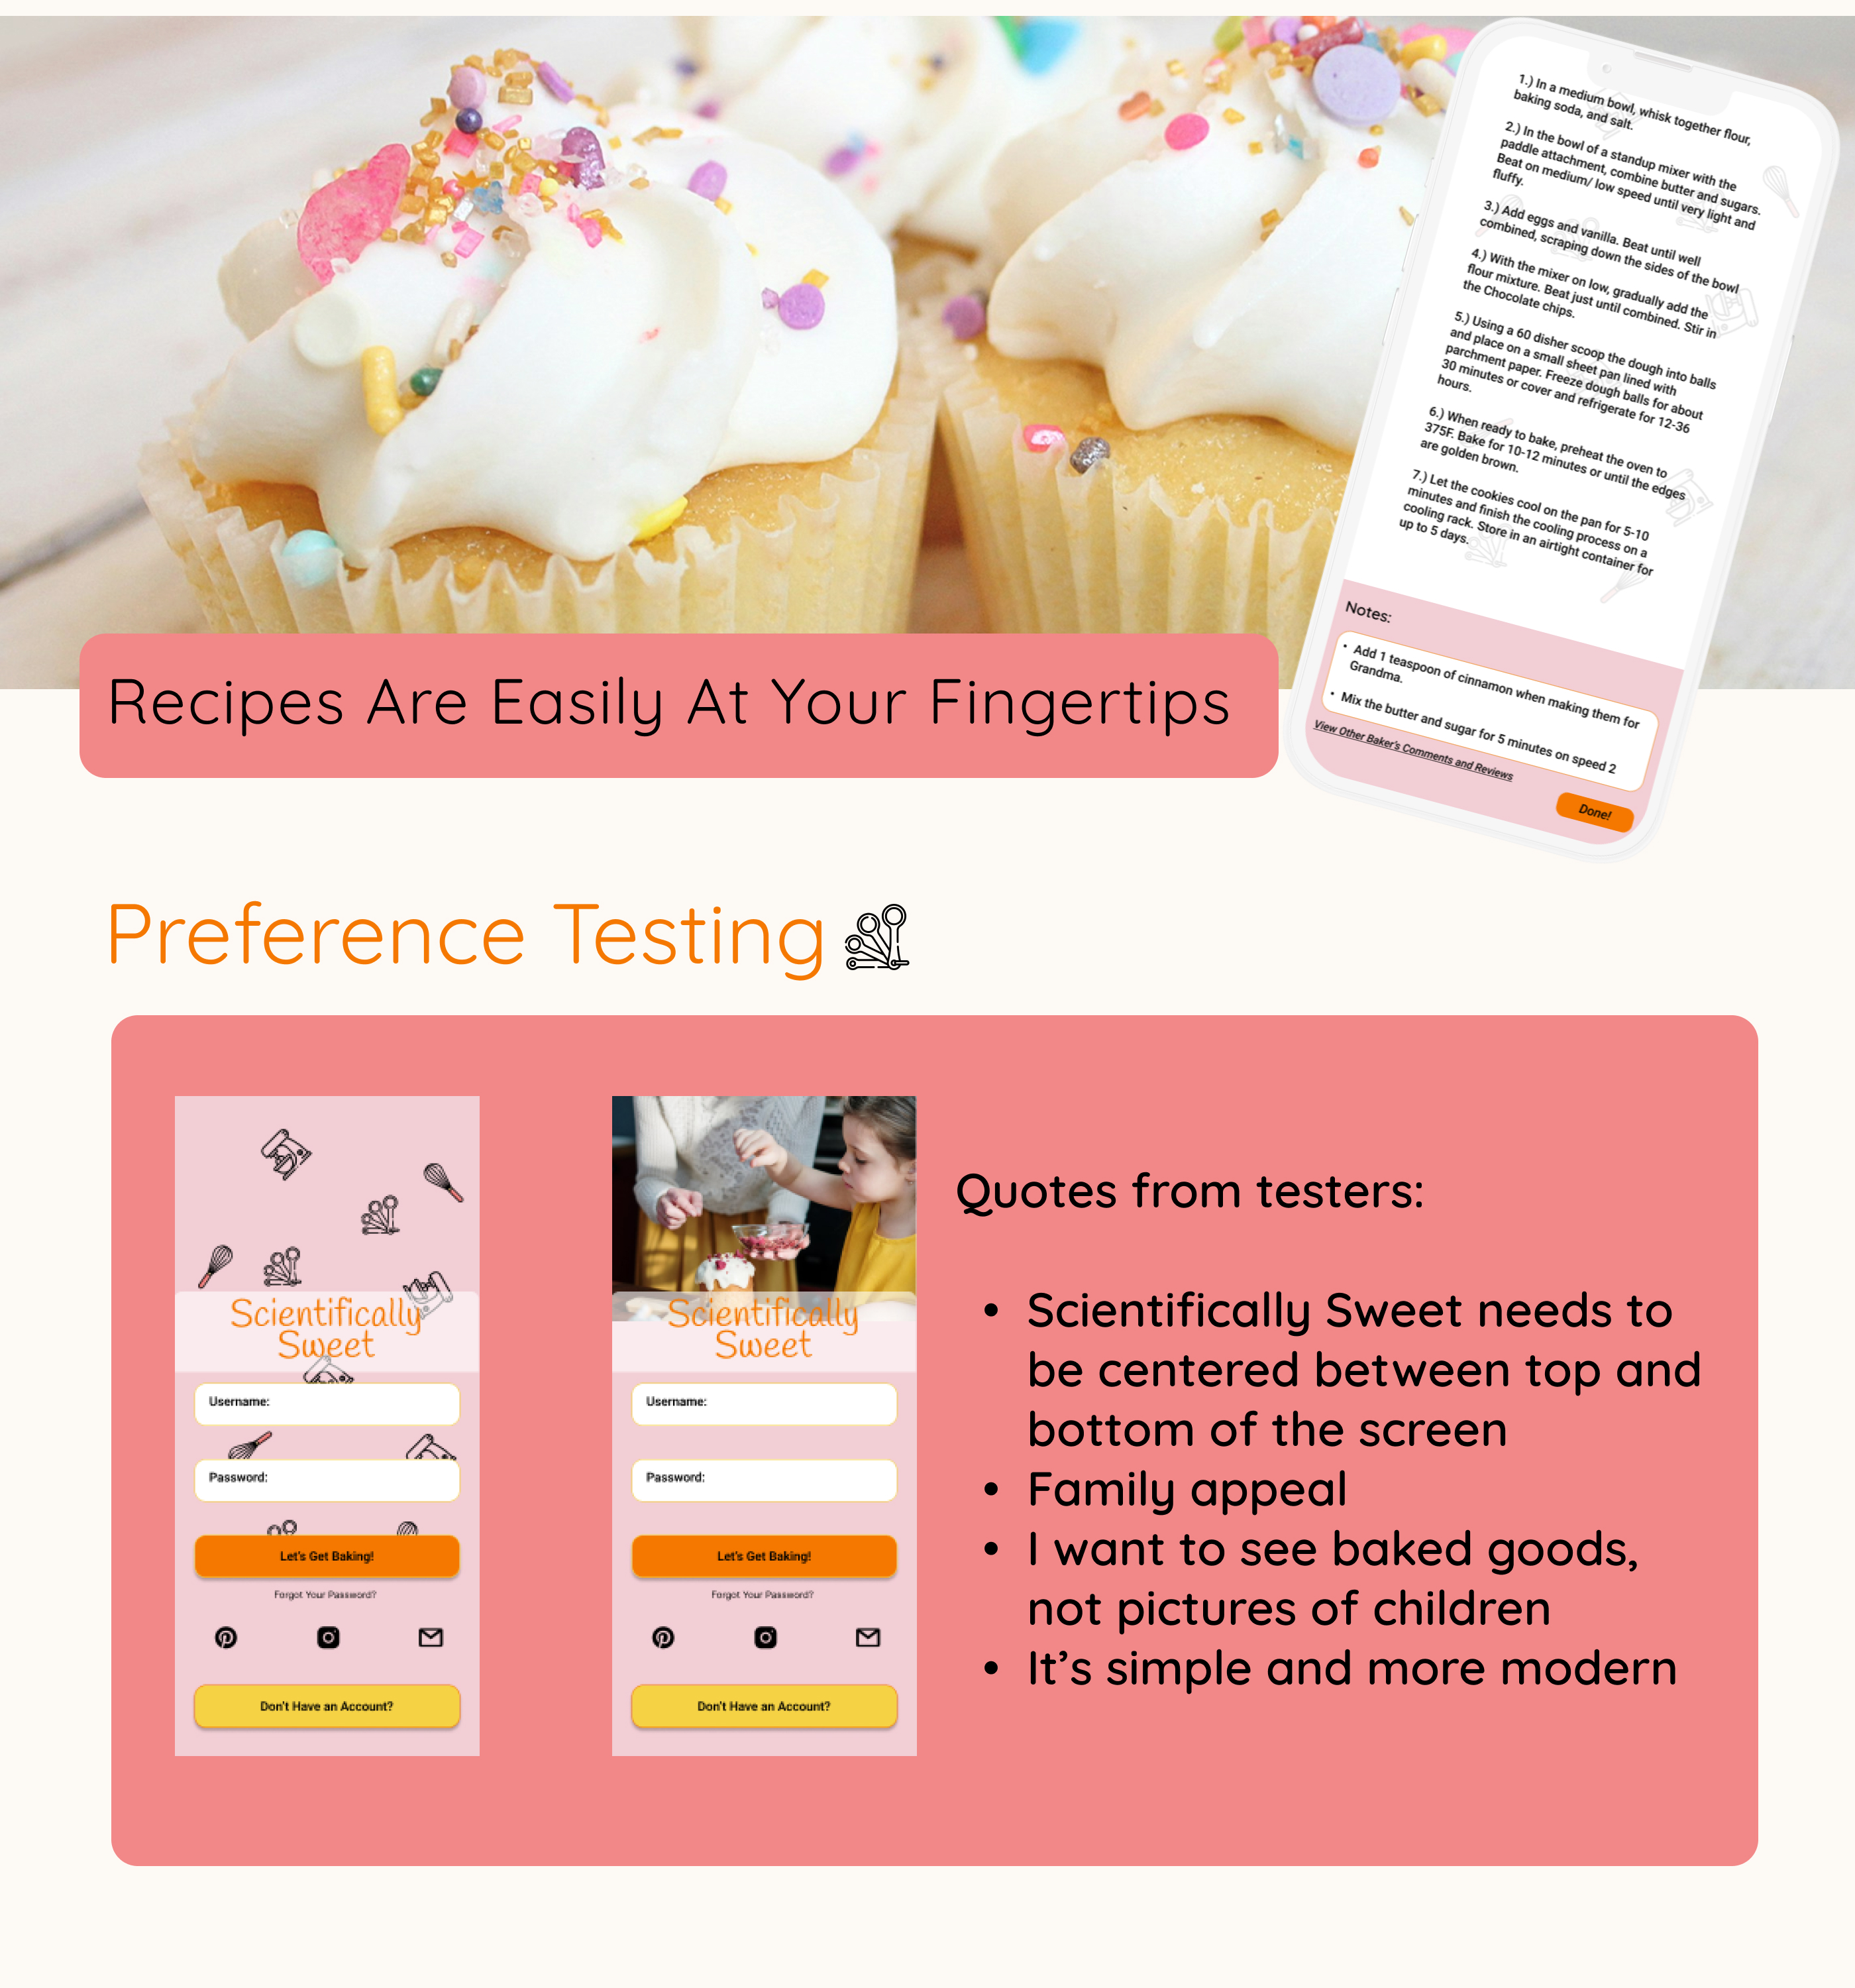 1.) In a medium bowl, whisk together flour,
baking soda, and salt.
2.) In the bowl of a standup mixer with the
paddle attachment, combine butter and sugars.
Beat on medium/ low speed until very light and
fluffy.
3.) Add eggs and vanilla. Beat until well
combined, scraping down the sides of the bowl
4.) With the mixer on low, gradually add the
flour mixture. Beat just until combined. Stir in
the Chocolate chips.
5.) Using a 60 disher scoop the dough into balls
and place on a small sheet pan lined with
parchment paper. Freeze dough balls for about
30 minutes or cover and refrigerate for 12-36
hours.
6.) When ready to bake, preheat the oven to
375F. Bake for 10-12 minutes or until the edges
are golden brown.
7.) Let the cookies cool on the pan for 5-10
minutes and finish the cooling process on a
cooling rack. Store in an airtight container for
up to 5 days.
Notes:
• Add 1 teaspoon of cinnamon when making them for
Grandma.
• Mix the butter and sugar for 5 minutes on speed 2
View Other Baker's Comments and Reviews
Done!
Recipes Are Easily At Your Fingertips
Preference Testing
Scientifically
Sweet
Username:
Password:
Let's Get Baking!
Forgot Your Password?
Don't Have an Account?
Scientifically
Sweet
Username:
Password:
Let's Get Baking!
Forgot Your Password?
Don't Have an Account?
Quotes from testers:
• Scientifically Sweet needs to
be centered between top and
bottom of the screen
• Family appeal
• I want to see baked goods,
not pictures of children
• It's simple and more modern